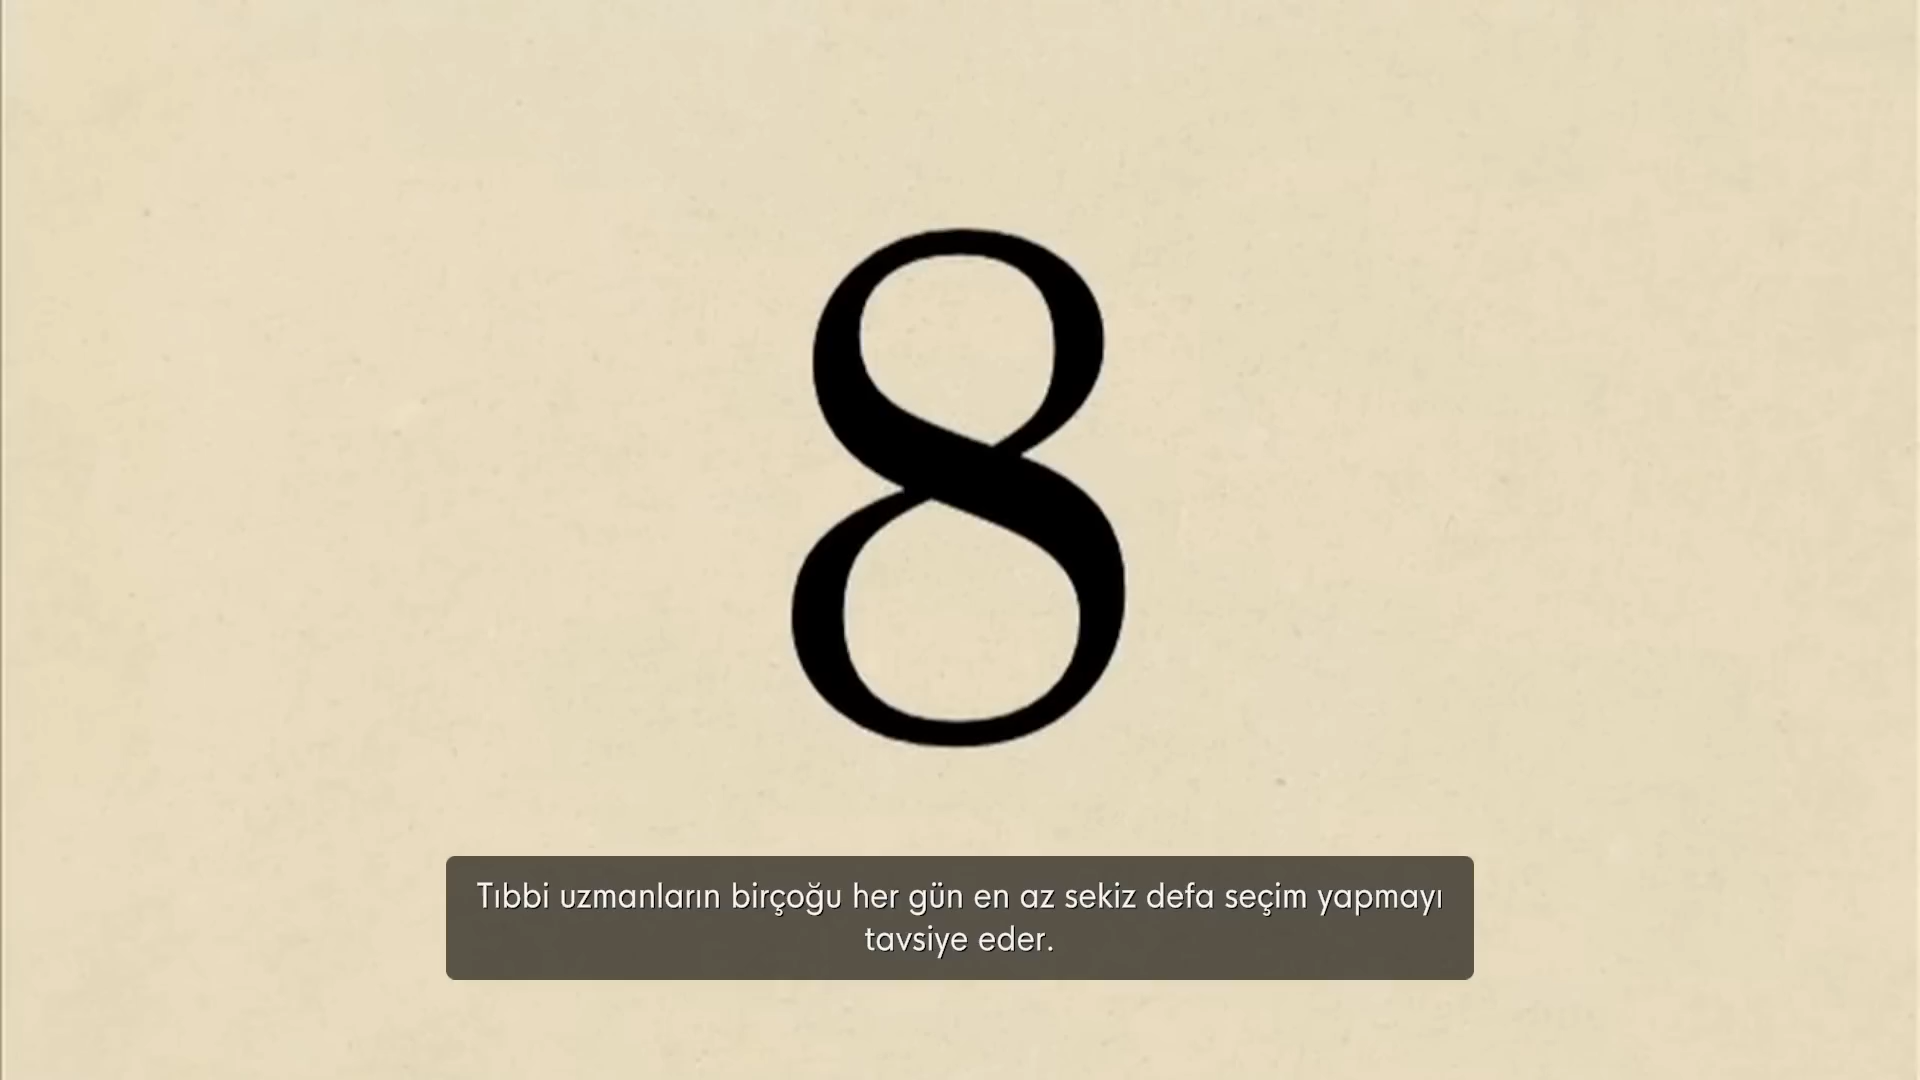 8
Tıbbi uzmanların birçoğu her gün en az sekiz defa seçim yapmayı
tavsiye eder.